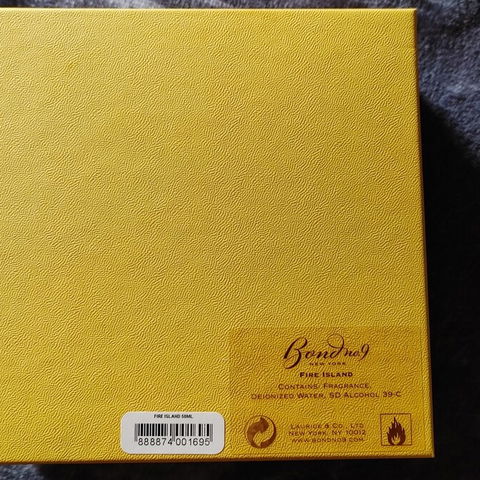 Bond no.9
NEW YORK
FIRE ISLAND
CONTAINS: FRAGRANCE,
DEIONIZED WATER, SD ALCOHOL 39-C
LAURICE & CO., LTD
NEW YORK, NY 10012
WWW.BONDNO9.COM
FIRE ISLAND 50ML
888874 001695